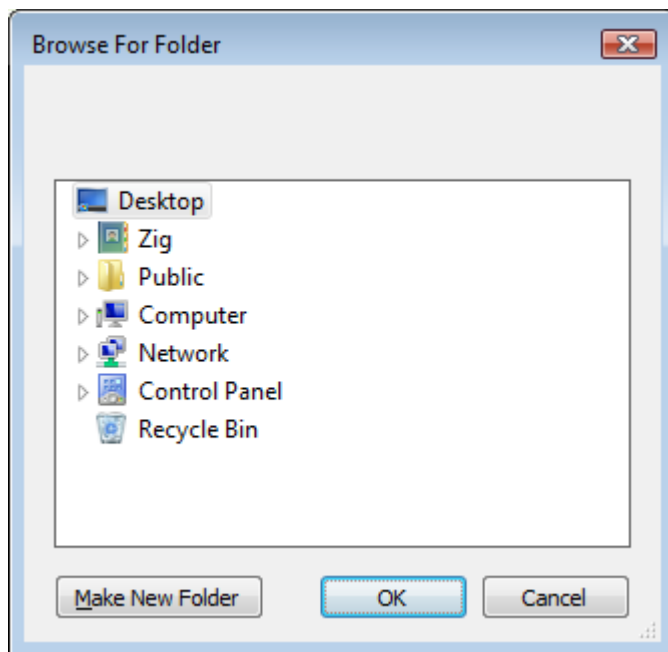 Browse For Folder
Desktop
Zig
Public
Computer
Network
Control Panel
Recycle Bin
Make New Folder OK Cancel